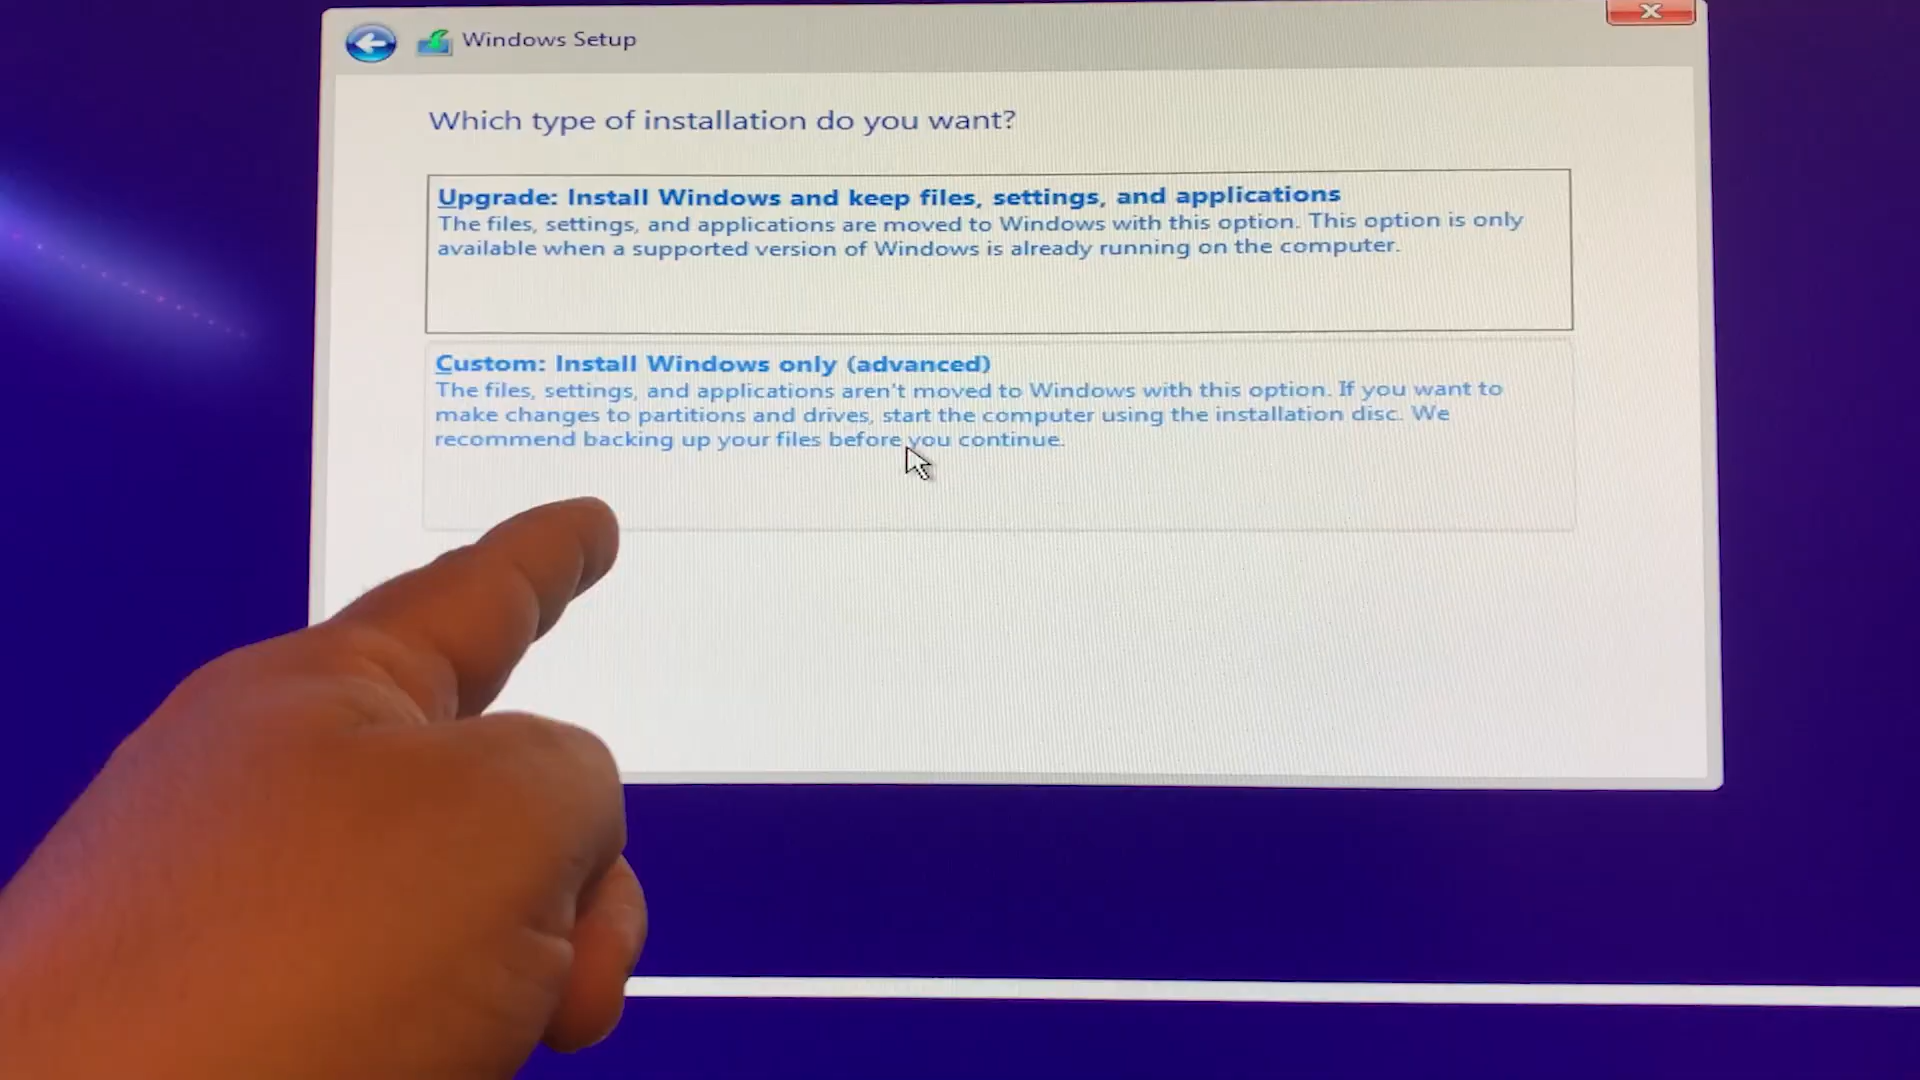 Windows Setup
Which type of installation do you want?
Upgrade: Install Windows and keep files, settings, and applications
The files, settings, and applications are moved to Windows with this option. This option is only
available when a supported version of Windows is already running on the computer.
Custom: Install Windows only (advanced)
The files, settings, and applications aren't moved to Windows with this option. If you want to
make changes to partitions and drives, start the computer using the installation disc. We
recommend backing up your files before you continue.